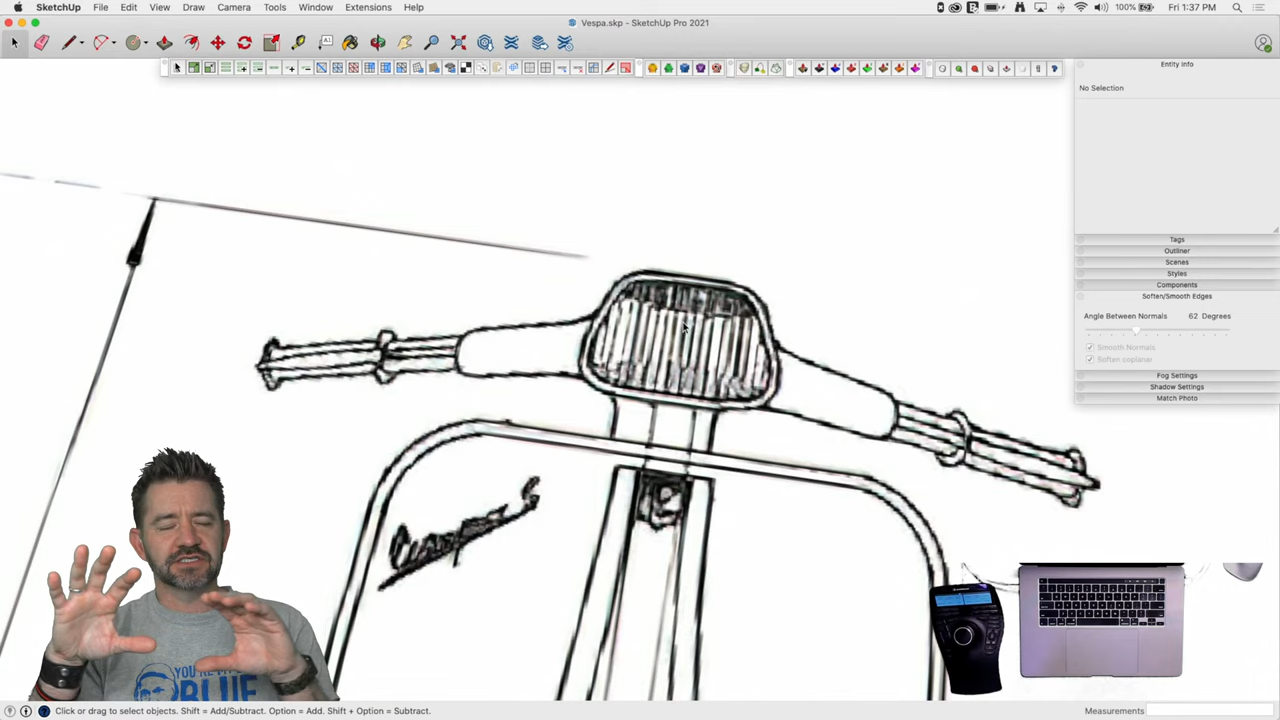 SketchUp File Edit View Draw Camera Tools Window Extensions Help 100% Fri 1:37 PM
Vespa.skp - SketchUp Pro 2021
Entity Info
No Selection
Tags
Outliner
Scenes
Styles
Components
Soften/Smooth Edges
Angle Between Normals 62 Degrees
Smooth Normals
Soften coplanar
Fog Settings
Shadow Settings
Match Photo
BLUE
Click or drag to select objects. Shift = Add/Subtract. Option = Add. Shift + Option = Subtract. Measurements